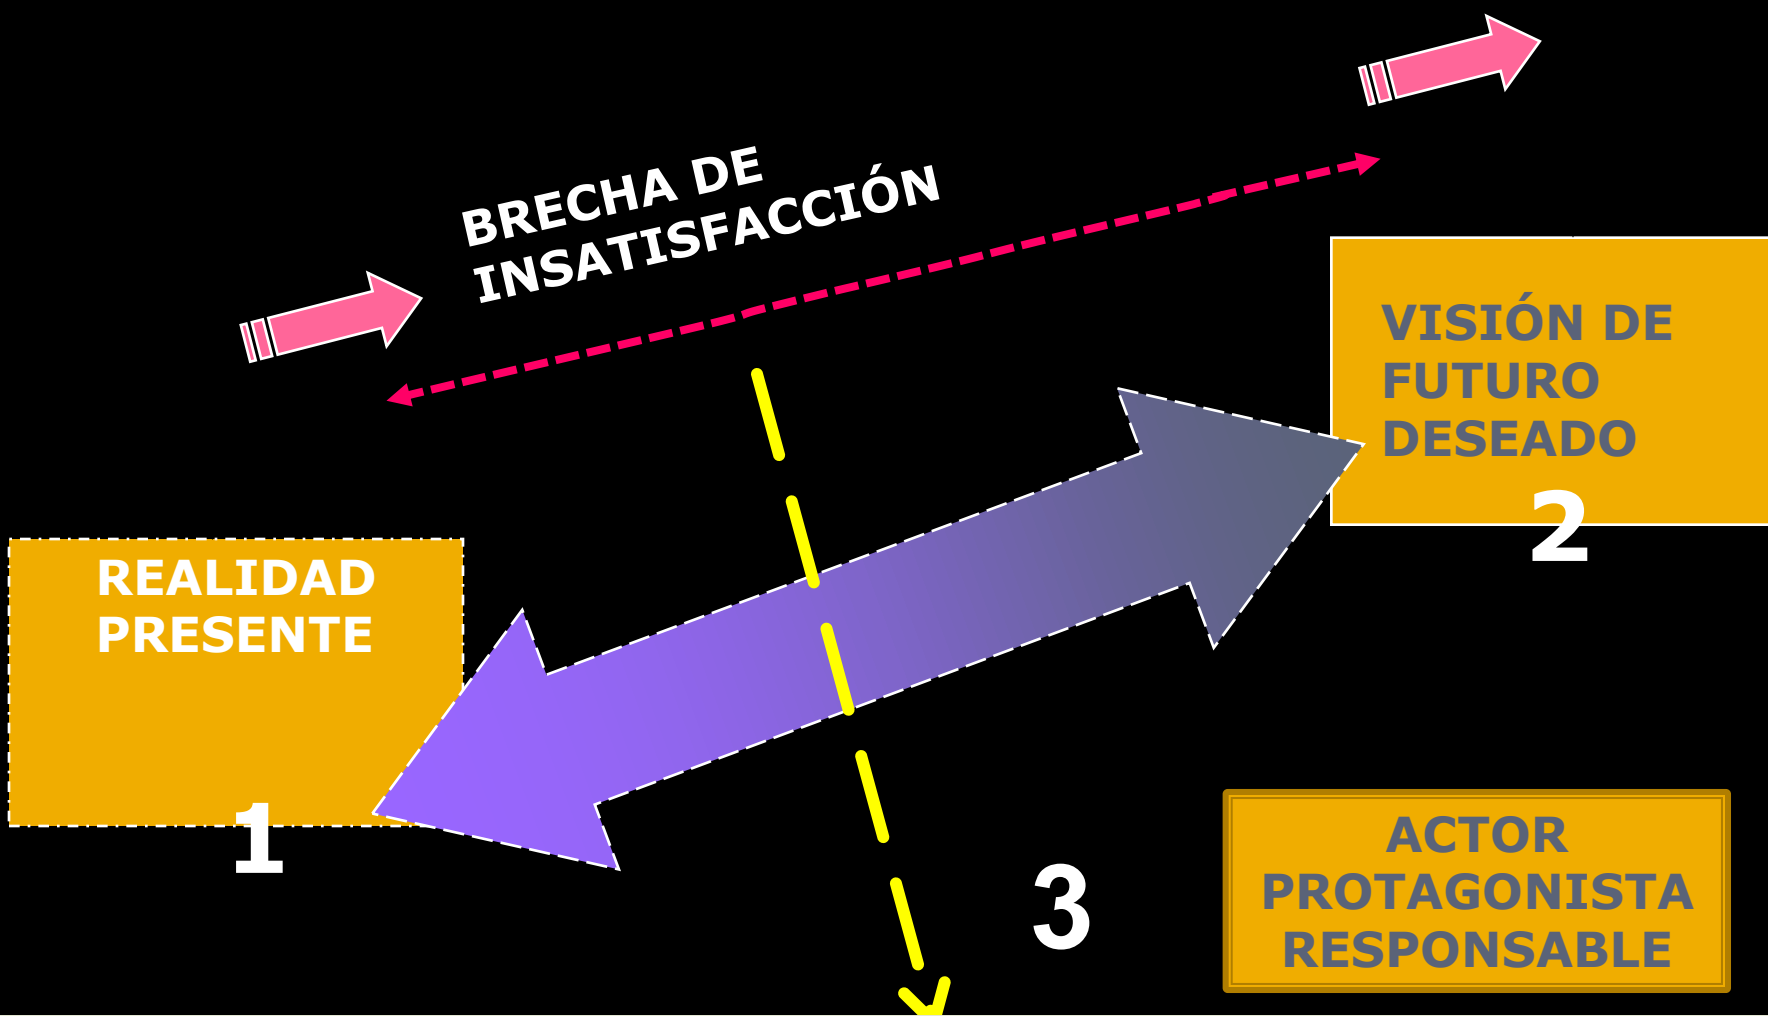 BRECHA DE
INSATISFACCIÓN
VISIÓN DE
FUTURO
DESEADO
2
REALIDAD
PRESENTE
1
3
ACTOR
PROTAGONISTA
RESPONSABLE